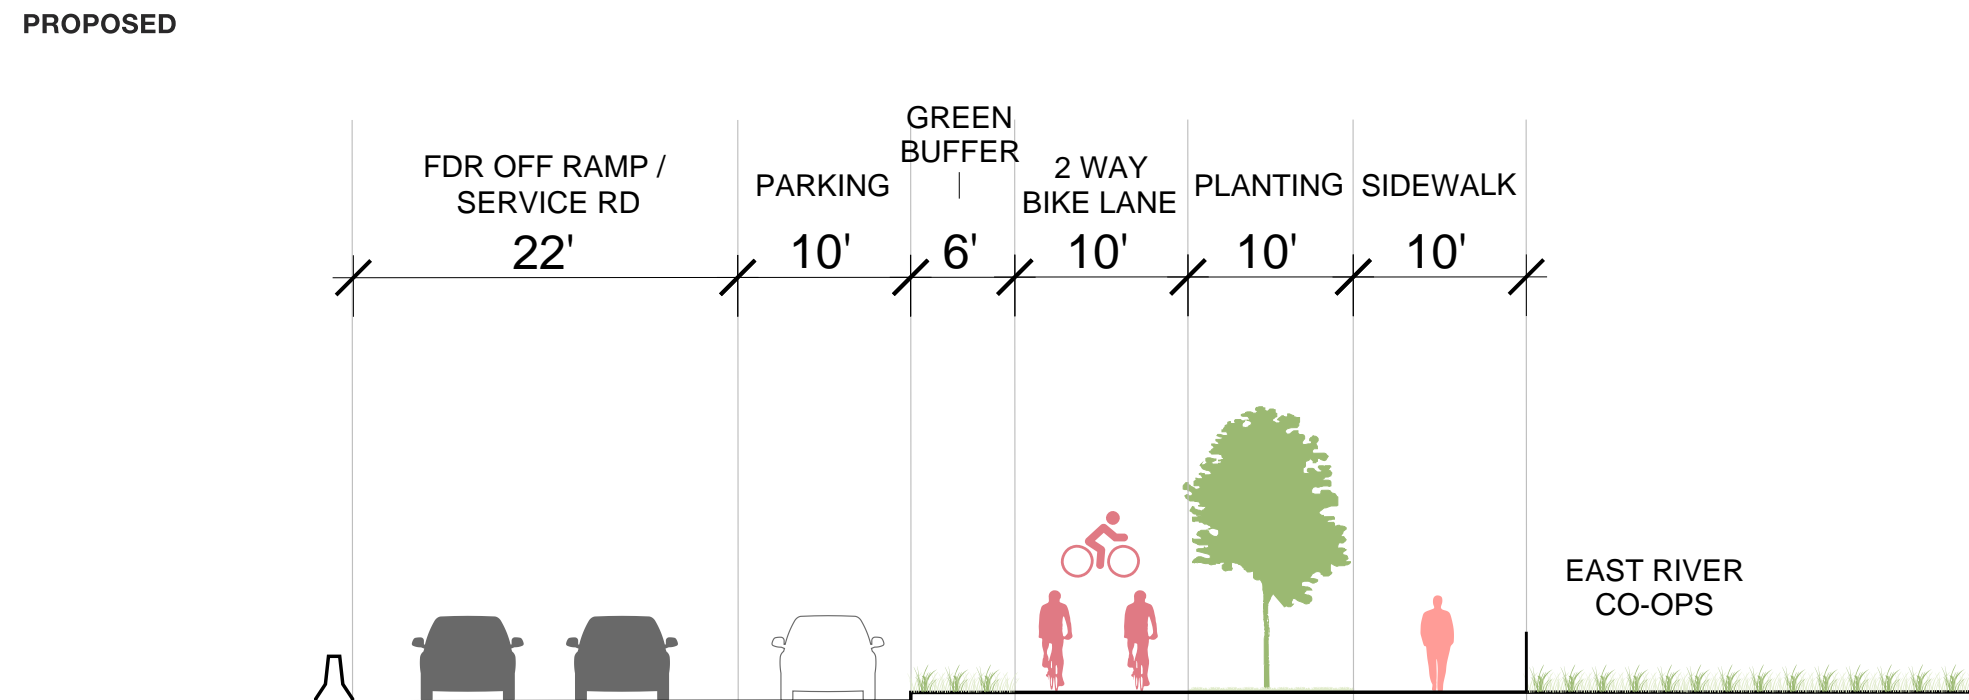 PROPOSED
FDR OFF RAMP /
SERVICE RD
22'
PARKING
10'
GREEN
BUFFER
6'
2 WAY
BIKE LANE
10'
PLANTING
10'
SIDEWALK
10'
EAST RIVER
CO-OPS